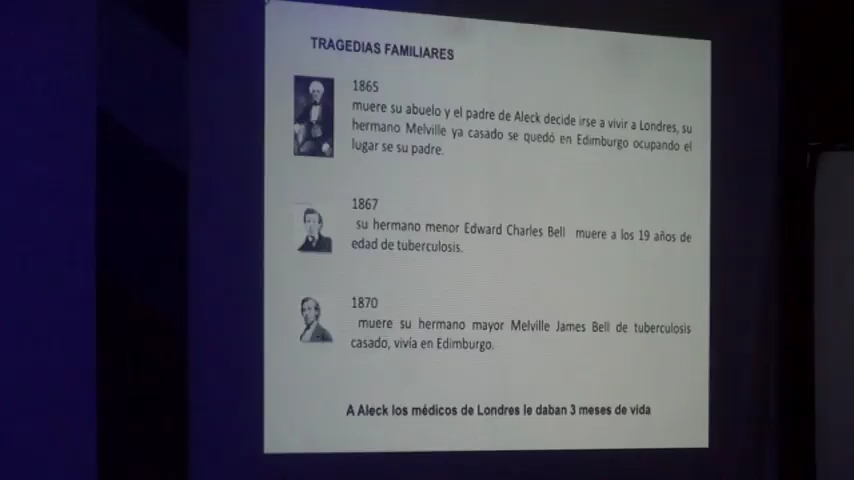 TRAGEDIAS FAMILIARES
1865
muere su abuelo y el padre de Aleck decide irse a vivir a Londres, su
hermano Melville ya casado se quedó en Edimburgo ocupando el
lugar se su padre.
1867
su hermano menor Edward Charles Bell muere a los 19 años de
edad de tuberculosis.
1870
muere su hermano mayor Melville James Bell de tuberculosis
casado, vivía en Edimburgo.
A Aleck los médicos de Londres le daban 3 meses de vida